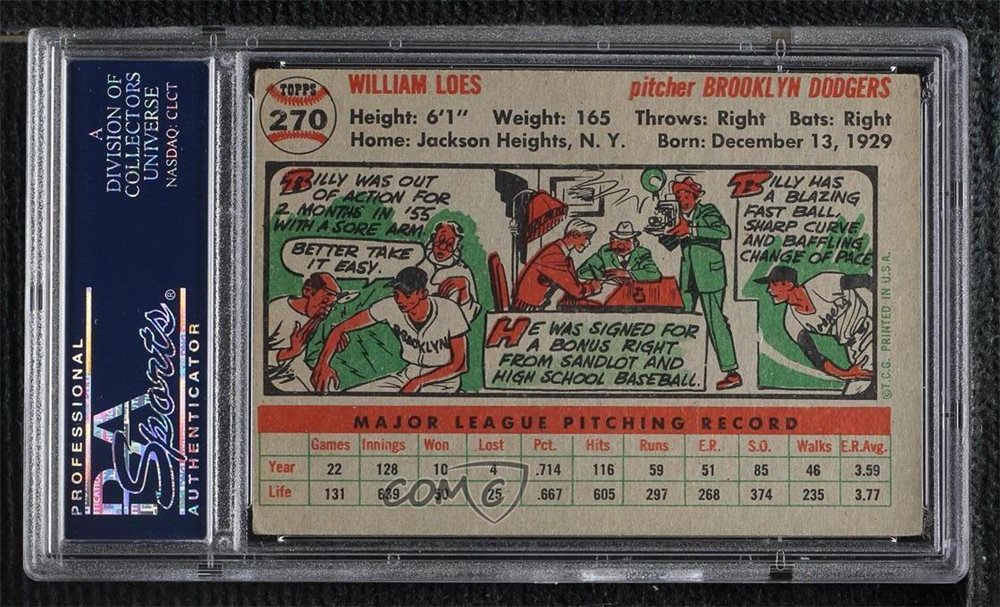 A
DIVISION OF
COLLECTORS
UNIVERSE
NASDAQ: CLCT
PROFESSIONAL
PSA
Sports®
AUTHENTICATOR
TOPPS
270
WILLIAM LOES
pitcher BROOKLYN DODGERS
Height: 6'1" Weight: 165 Throws: Right Bats: Right
Home: Jackson Heights, N. Y. Born: December 13, 1929
BILLY WAS OUT
OF ACTION FOR
2 MONTHS IN '55
WITH A SORE ARM.
BETTER TAKE
IT EASY.
BROOKLYN
HE WAS SIGNED FOR
A BONUS RIGHT
FROM SANDLOT AND
HIGH SCHOOL BASEBALL.
BILLY HAS
A BLAZING
FAST BALL,
SHARP CURVE
AND BAFFLING
CHANGE OF PACE
Dodgers
©T.C.G. PRINTED IN U.S.A.
MAJOR LEAGUE PITCHING RECORD
Games Innings Won Lost Pct. Hits Runs E.R. S.O. Walks E.R.Avg.
Year 22 128 10 4 .714 116 59 51 85 46 3.59
Life 131 639 50 25 .667 605 297 268 374 235 3.77
COMC